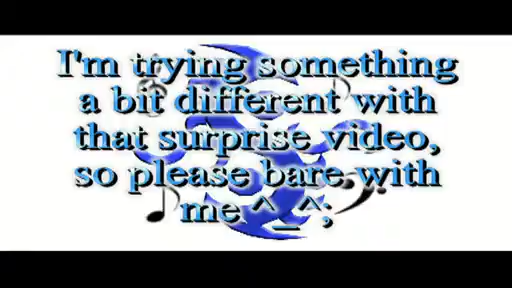 I'm trying something
a bit different with
that surprise video,
so please bare with
me ^_^;